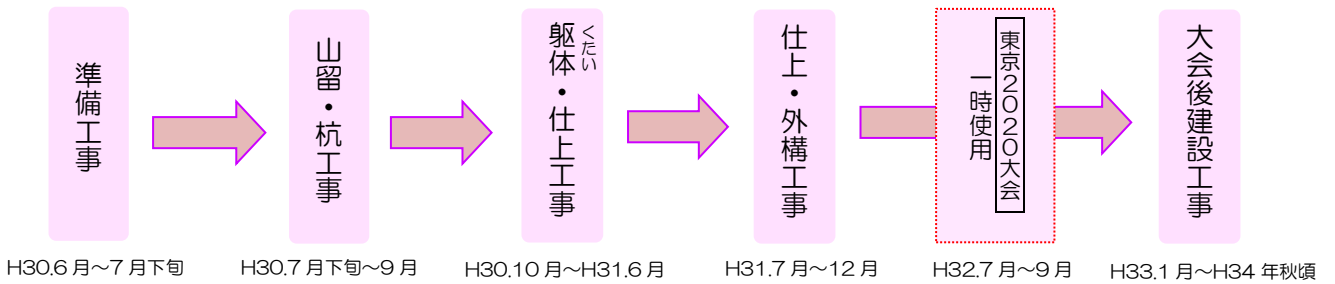 準備工事
山留・杭工事
くたい
躯体・仕上工事
仕上・外構工事
東京2020大会
一時使用
大会後建設工事
H30.6月～7月下旬
H30.7月下旬～9月
H30.10月～H31.6月
H31.7月～12月
H32.7月～9月
H33.1月～H34年秋頃